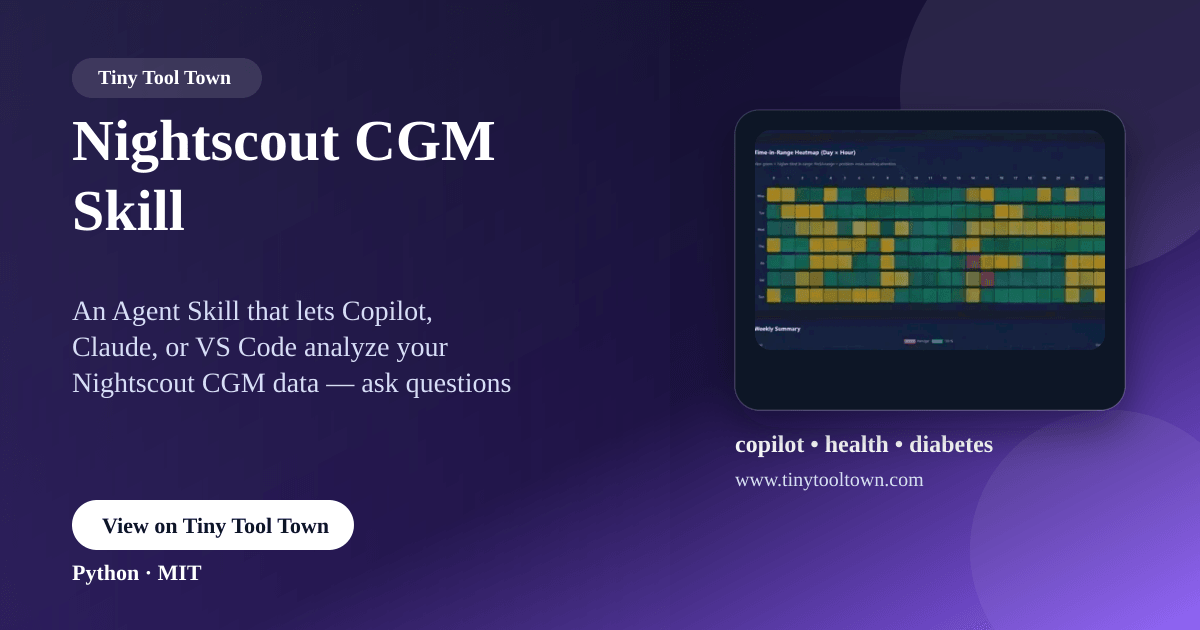 Tiny Tool Town
Nightscout CGM
Skill
An Agent Skill that lets Copilot,
Claude, or VS Code analyze your
Nightscout CGM data — ask questions
View on Tiny Tool Town
Python · MIT
Time-in-Range Heatmap (Day × Hour)
Weekly Summary
copilot • health • diabetes
www.tinytooltown.com